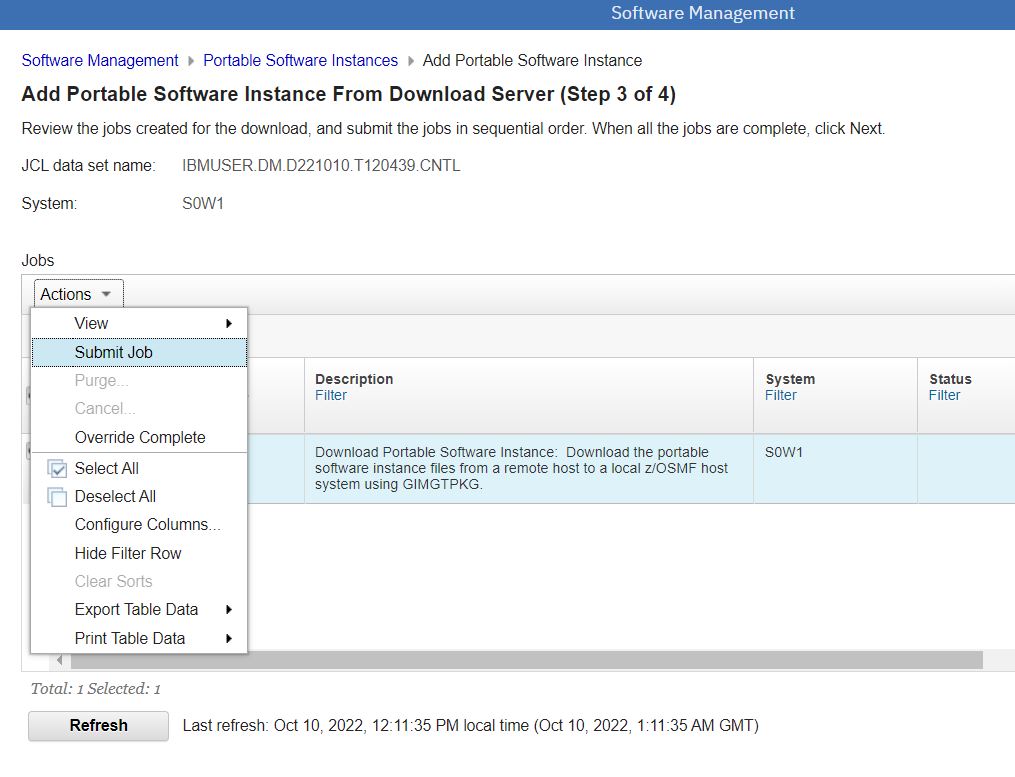 Software Management
Software Management Portable Software Instances Add Portable Software Instance
Add Portable Software Instance From Download Server (Step 3 of 4)
Review the jobs created for the download, and submit the jobs in sequential order. When all the jobs are complete, click Next.
JCL data set name: IBMUSER.DM.D221010.T120439.CNTL
System: S0W1
Jobs
Actions
View
Submit Job
Purge...
Cancel...
Override Complete
Select All
Deselect All
Configure Columns...
Hide Filter Row
Clear Sorts
Export Table Data
Print Table Data
Description System Status
Filter Filter Filter
Download Portable Software Instance: Download the portable S0W1
software instance files from a remote host to a local z/OSMF host
system using GIMGTPKG.
Total: 1 Selected: 1
Refresh Last refresh: Oct 10, 2022, 12:11:35 PM local time (Oct 10, 2022, 1:11:35 AM GMT)